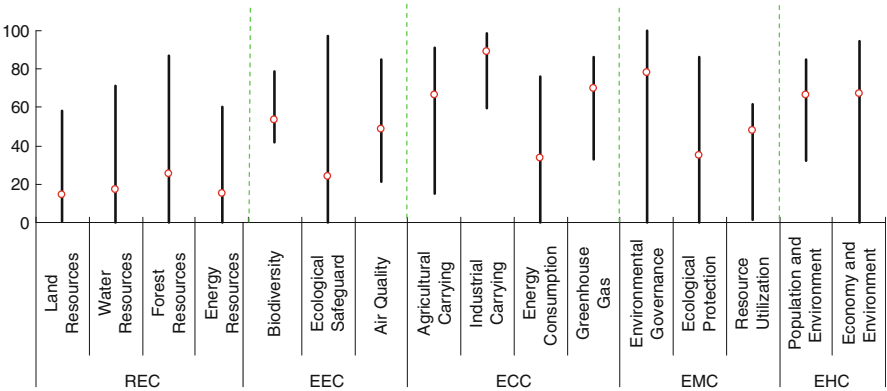 100
80
60
40
20
0
Land
Resources
Water
Resources
Forest
Resources
Energy
Resources
Biodiversity
Ecological
Safeguard
Air Quality
Agricultural
Carrying
Industrial
Carrying
Energy
Consumption
Greenhouse
Gas
Environmental
Governance
Ecological
Protection
Resource
Utilization
Population and
Environment
Economy and
Environment
REC
EEC
ECC
EMC
EHC